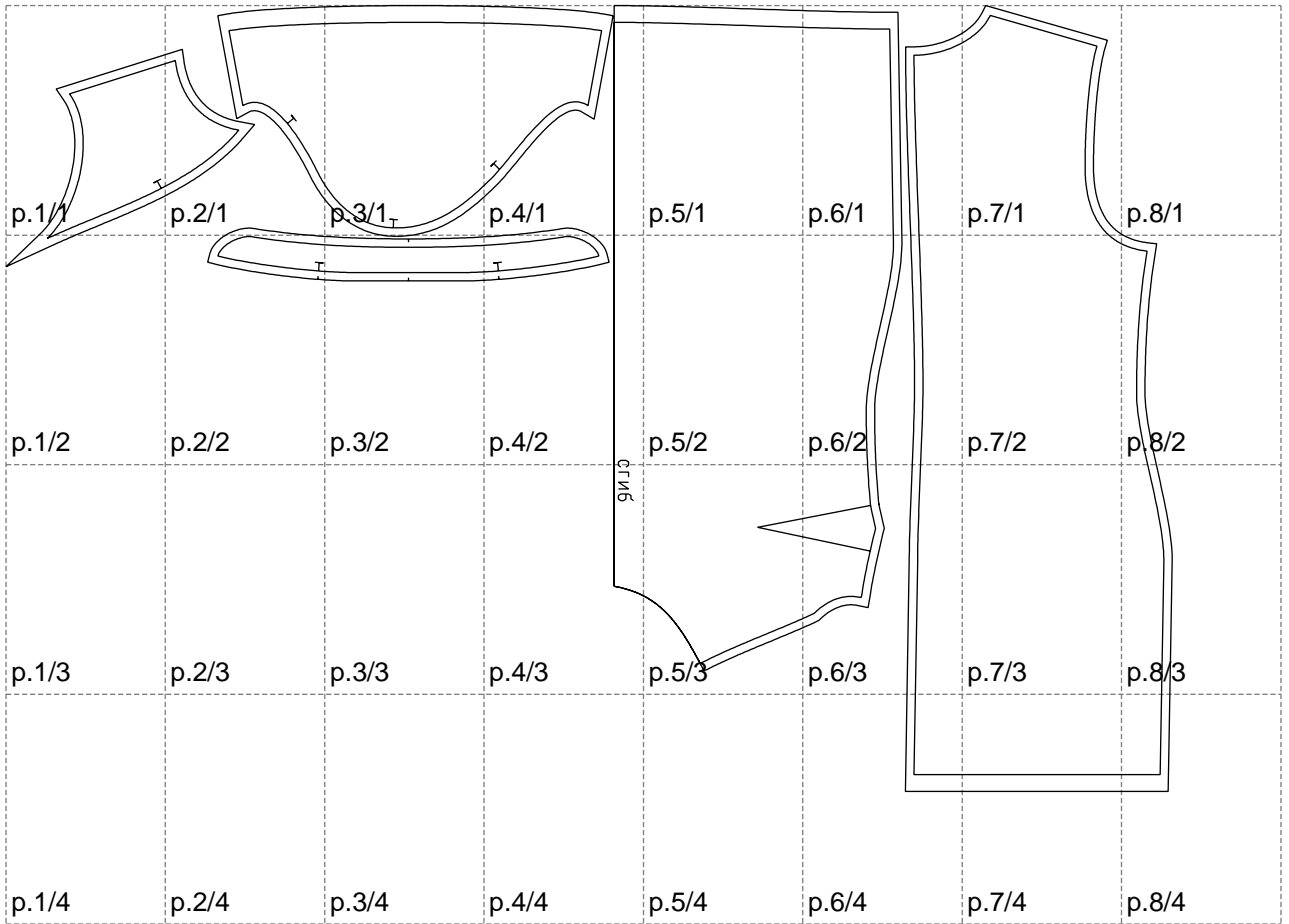 p.1/1 p.2/1 p.3/1 p.4/1 p.5/1 p.6/1 p.7/1 p.8/1
p.1/2 p.2/2 p.3/2 p.4/2 p.5/2 p.6/2 p.7/2 p.8/2
сгиб
p.1/3 p.2/3 p.3/3 p.4/3 p.5/3 p.6/3 p.7/3 p.8/3
p.1/4 p.2/4 p.3/4 p.4/4 p.5/4 p.6/4 p.7/4 p.8/4